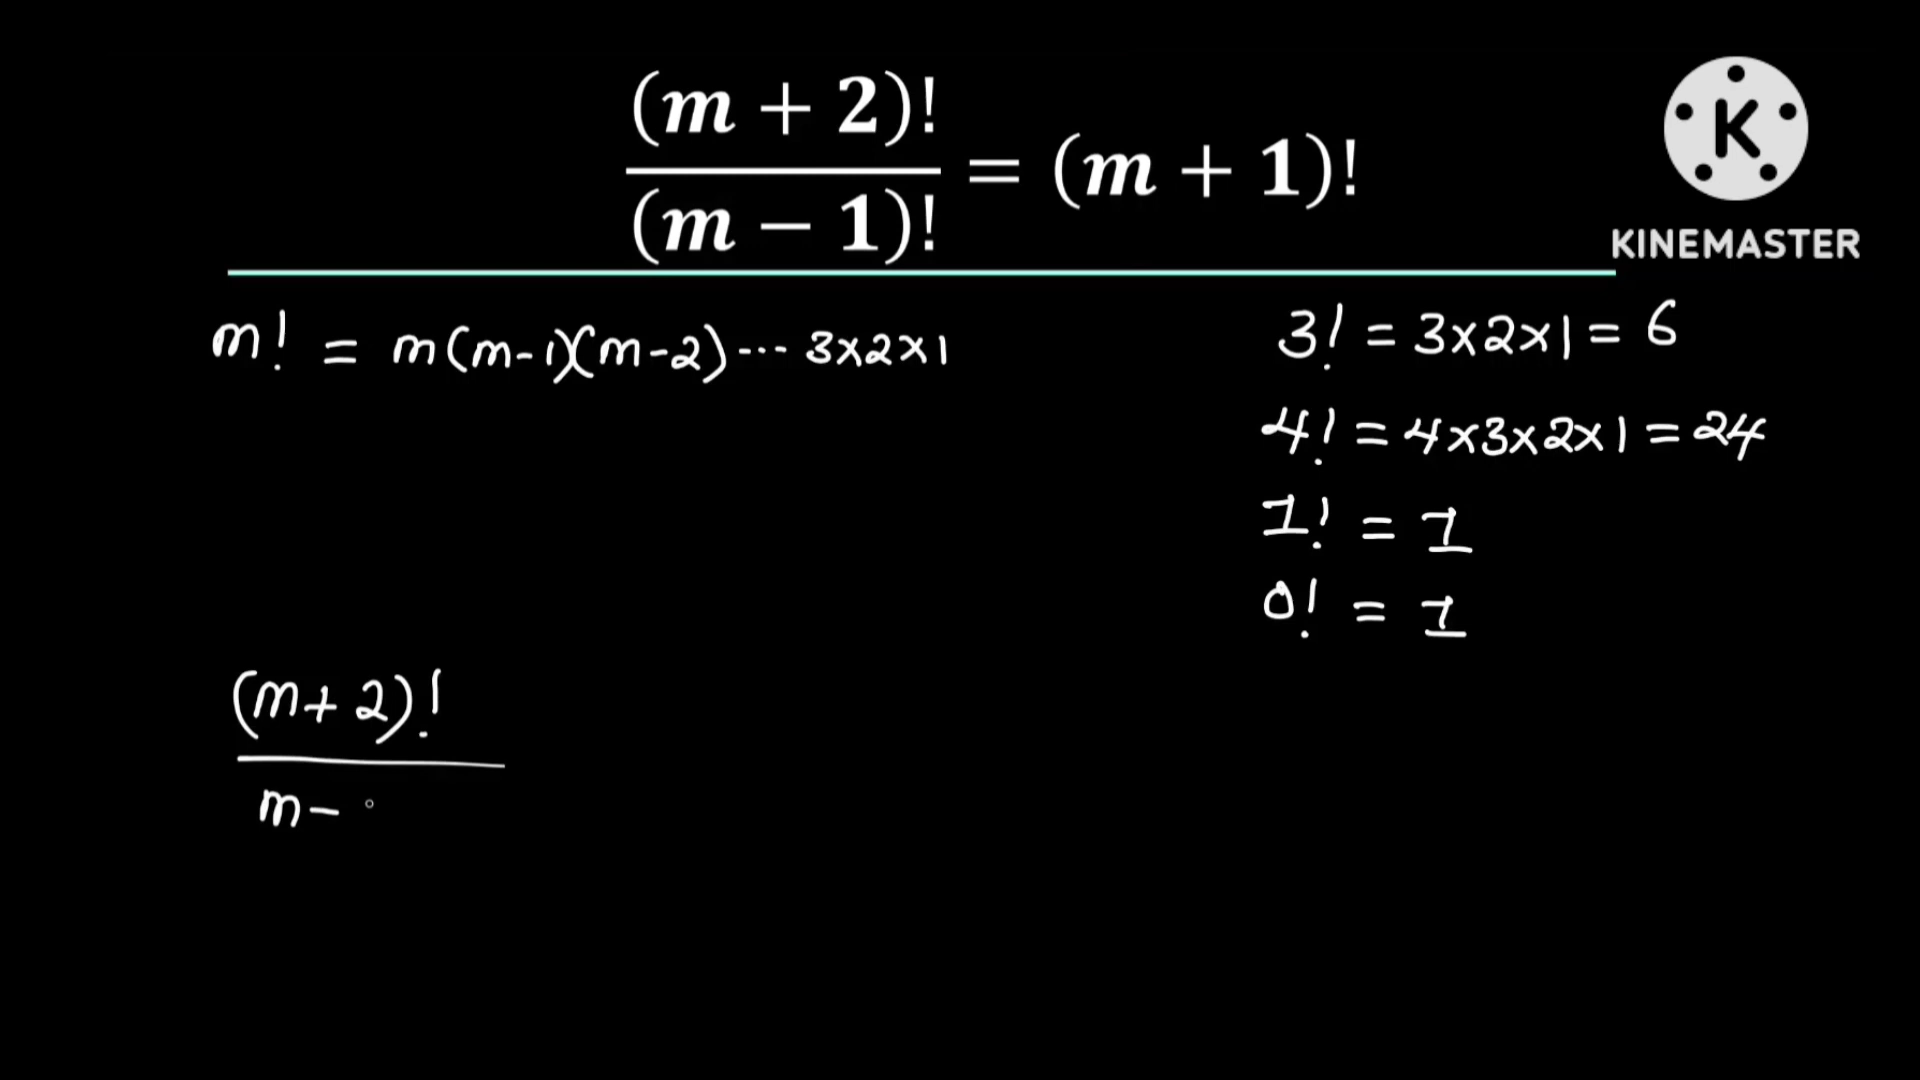 (m + 2)!
(m − 1)! = (m + 1)!
KINEMASTER
m! = m(m-1)(m-2)---- 3x2x1
3! = 3x2x1 = 6
4! = 4x3x2x1 = 24
1! = 1
0! = 1
(m+2)!
m-